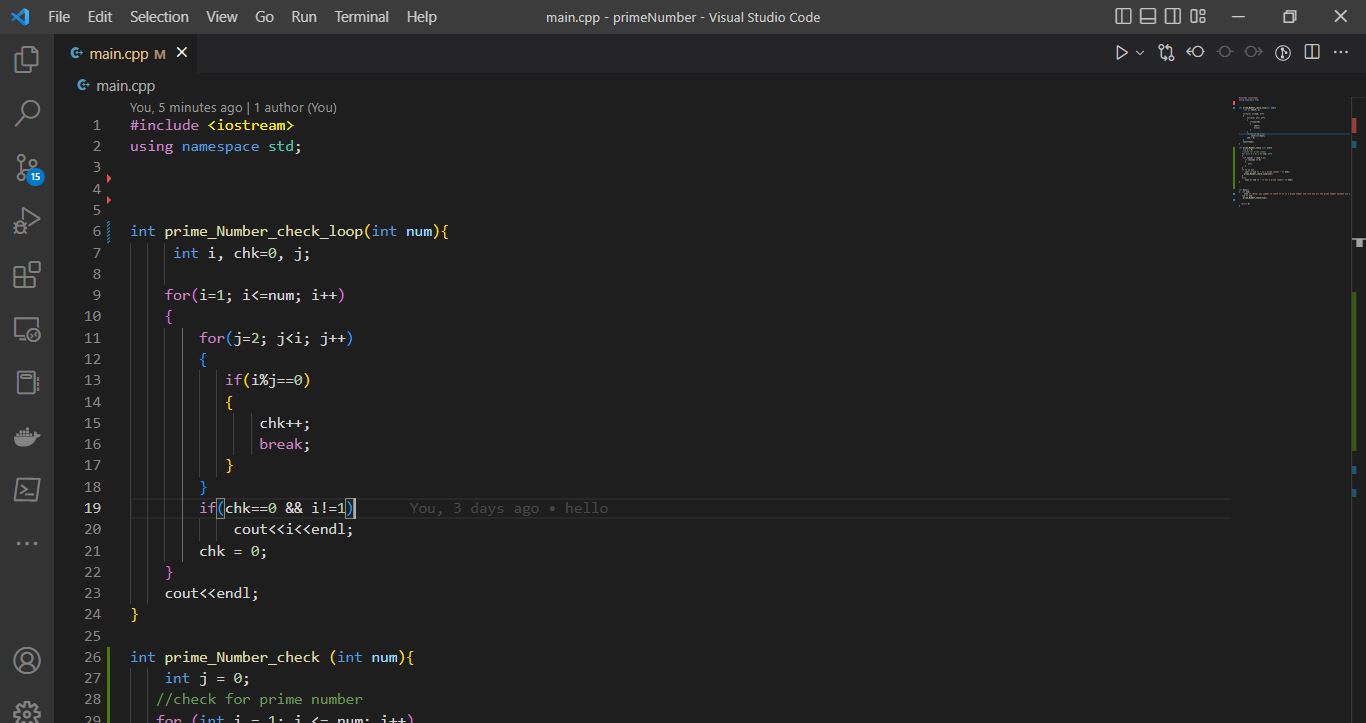 File Edit Selection View Go Run Terminal Help main.cpp - primeNumber - Visual Studio Code
main.cpp M
main.cpp
You, 5 minutes ago | 1 author (You)
1 #include <iostream>
2 using namespace std;
3
4
5
6 int prime_Number_check_loop(int num){
7 int i, chk=0, j;
8
9 for(i=1; i<=num; i++)
10 {
11 for(j=2; j<i; j++)
12 {
13 if(i%j==0)
14 {
15 chk++;
16 break;
17 }
18 }
19 if(chk==0 && i!=1) You, 3 days ago • hello
20 cout<<i<<endl;
21 chk = 0;
22 }
23 cout<<endl;
24 }
25
26 int prime_Number_check (int num){
27 int j = 0;
28 //check for prime number
29 for (int i = 1; i <= num; i++)
15